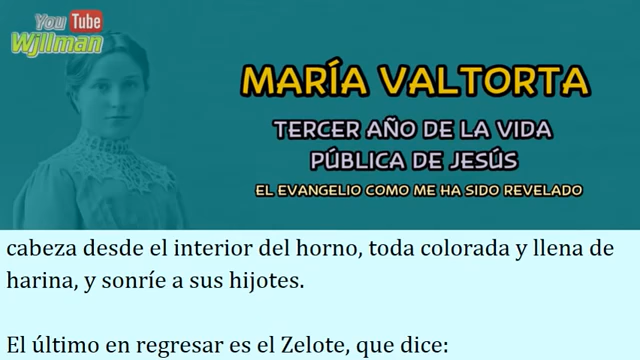 You Tube
Wjllman
MARÍA VALTORTA
TERCER AÑO DE LA VIDA
PÚBLICA DE JESÚS
EL EVANGELIO COMO ME HA SIDO REVELADO
cabeza desde el interior del horno, toda colorada y llena de
harina, y sonríe a sus hijotes.
El último en regresar es el Zelote, que dice: